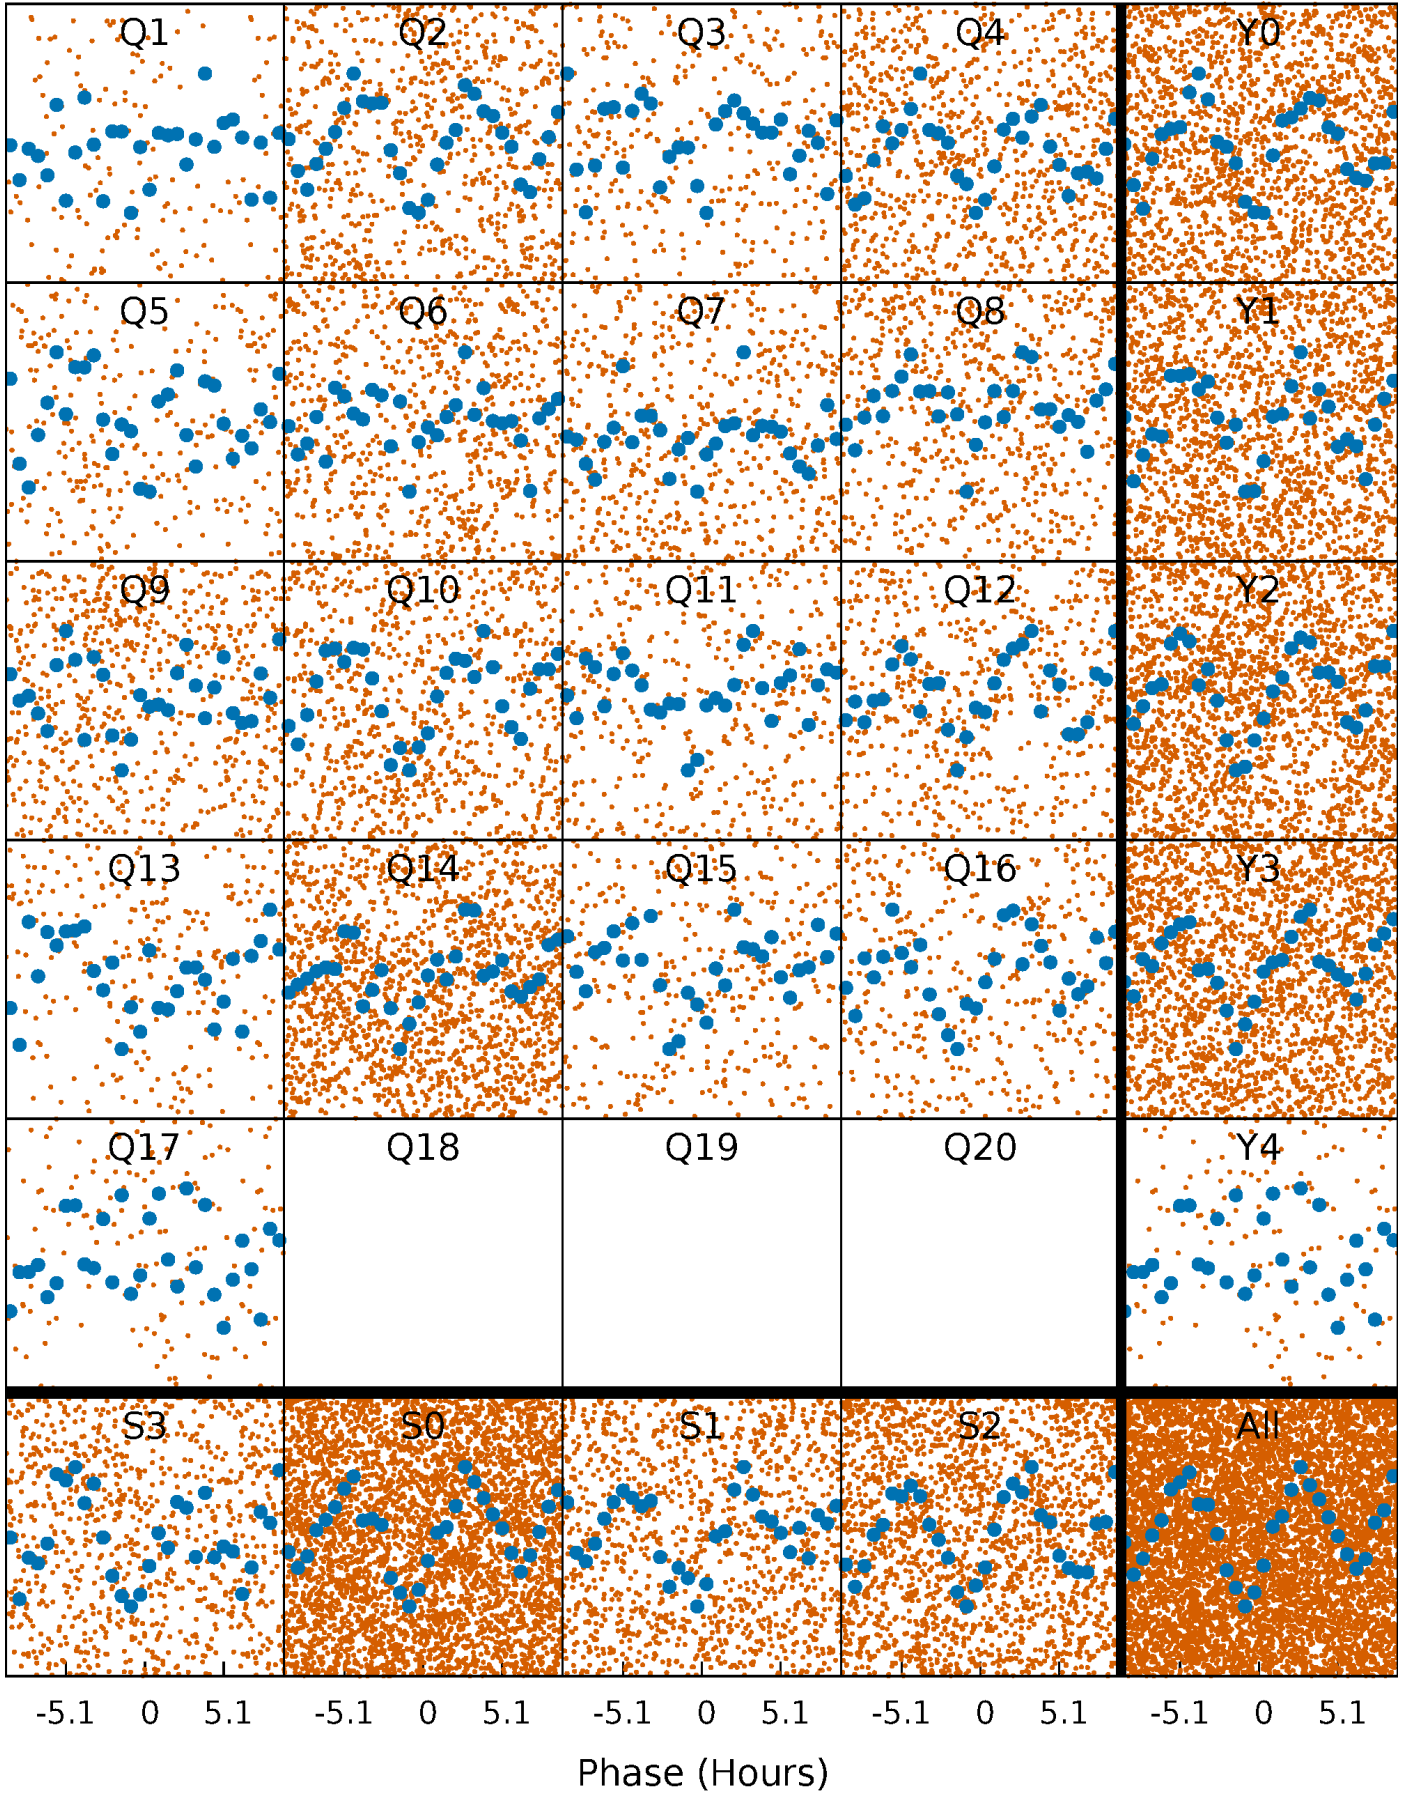 Q1 Q2 Q3 Q4 Y0
Q5 Q6 Q7 Q8 Y1
Q9 Q10 Q11 Q12 Y2
Q13 Q14 Q15 Q16 Y3
Q17 Q18 Q19 Q20 Y4
S3 S0 S1 S2 All
-5.1 0 5.1 -5.1 0 5.1 -5.1 0 5.1 -5.1 0 5.1 -5.1 0 5.1
Phase (Hours)